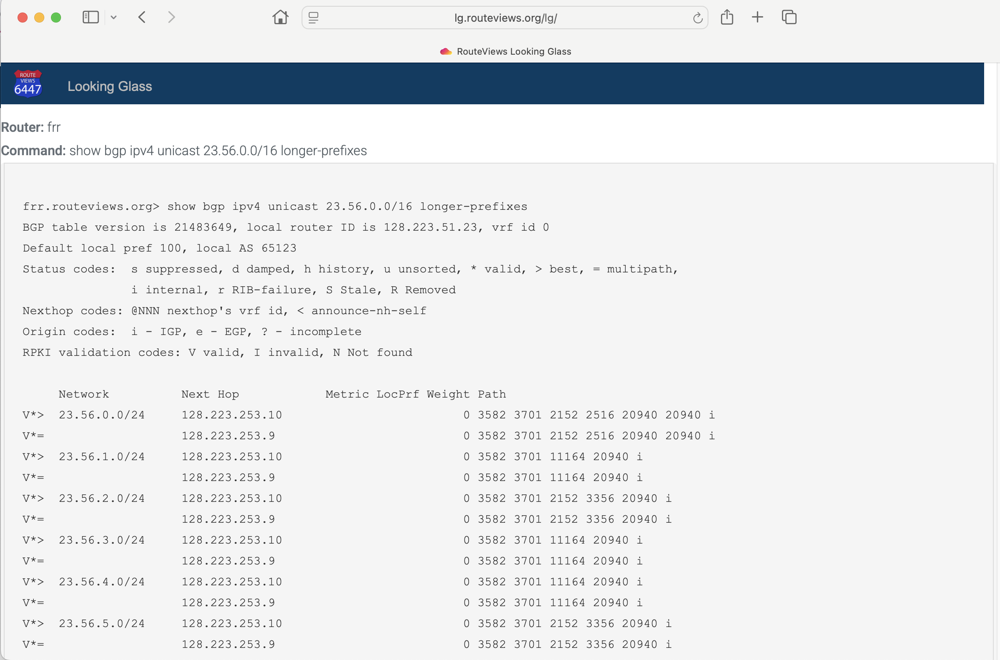 lg.routeviews.org/lg/
RouteViews Looking Glass
ROUTE
VIEWS
6447
Looking Glass
Router: frr
Command: show bgp ipv4 unicast 23.56.0.0/16 longer-prefixes
frr.routeviews.org> show bgp ipv4 unicast 23.56.0.0/16 longer-prefixes
BGP table version is 21483649, local router ID is 128.223.51.23, vrf id 0
Default local pref 100, local AS 65123
Status codes:  s suppressed, d damped, h history, u unsorted, * valid, > best, = multipath,
               i internal, r RIB-failure, S Stale, R Removed
Nexthop codes: @NNN nexthop's vrf id, < announce-nh-self
Origin codes:  i - IGP, e - EGP, ? - incomplete
RPKI validation codes: V valid, I invalid, N Not found
     Network          Next Hop            Metric LocPrf Weight Path
V*>  23.56.0.0/24     128.223.253.10                         0 3582 3701 2152 2516 20940 20940 i
V*=                   128.223.253.9                          0 3582 3701 2152 2516 20940 20940 i
V*>  23.56.1.0/24     128.223.253.10                         0 3582 3701 11164 20940 i
V*=                   128.223.253.9                          0 3582 3701 11164 20940 i
V*>  23.56.2.0/24     128.223.253.10                         0 3582 3701 2152 3356 20940 i
V*=                   128.223.253.9                          0 3582 3701 2152 3356 20940 i
V*>  23.56.3.0/24     128.223.253.10                         0 3582 3701 11164 20940 i
V*=                   128.223.253.9                          0 3582 3701 11164 20940 i
V*>  23.56.4.0/24     128.223.253.10                         0 3582 3701 11164 20940 i
V*=                   128.223.253.9                          0 3582 3701 11164 20940 i
V*>  23.56.5.0/24     128.223.253.10                         0 3582 3701 2152 3356 20940 i
V*=                   128.223.253.9                          0 3582 3701 2152 3356 20940 i